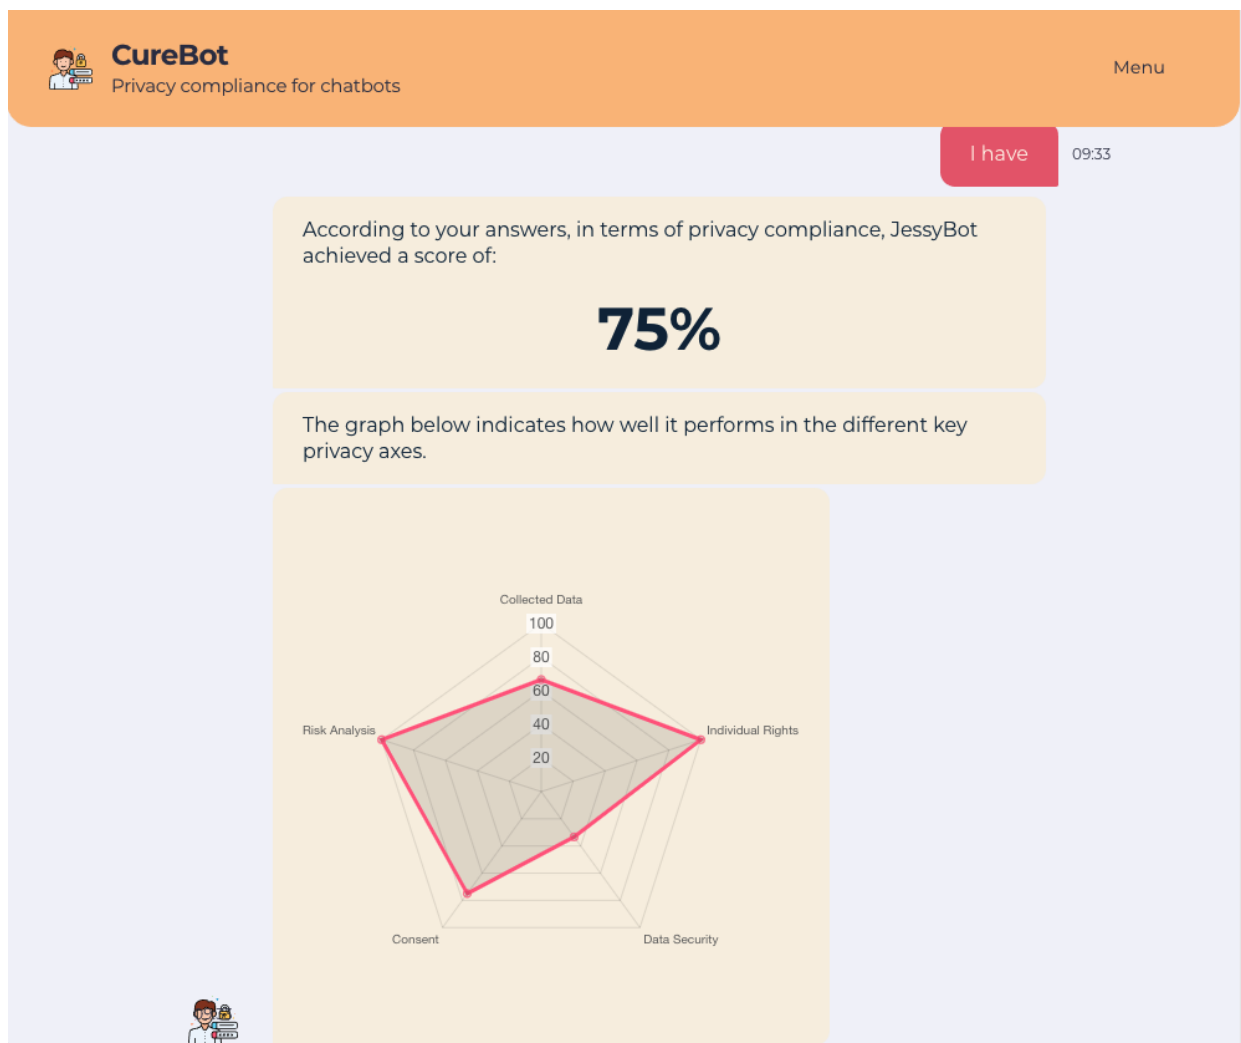 CureBot
Privacy compliance for chatbots
Menu
I have
09:33
According to your answers, in terms of privacy compliance, JessyBot
achieved a score of:
75%
The graph below indicates how well it performs in the different key
privacy axes.
Collected Data
100
80
60
40
20
Risk Analysis
Individual Rights
Consent
Data Security